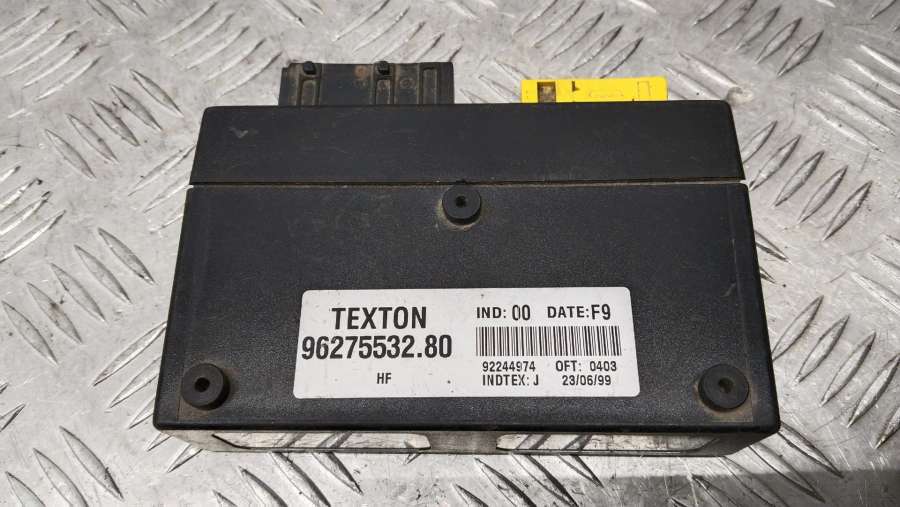 TEXTON
96275532.80
HF
IND: 00 DATE: F9
92244974 OFT: 0403
INDTEX: J 23/06/99